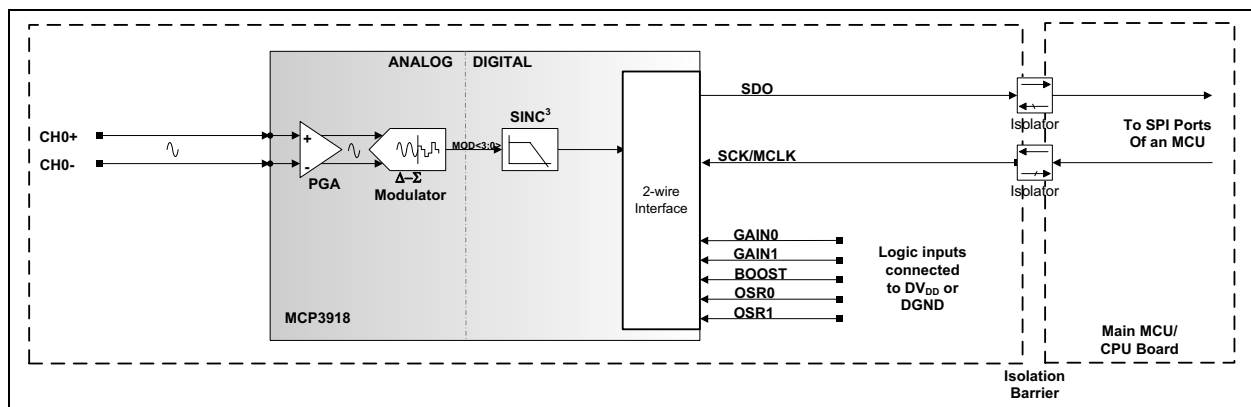 ANALOG
DIGITAL
SDO
SINC³
Isolator
CH0+
CH0-
+
-
MOD<3:0>
PGA
Δ–Σ
Modulator
SCK/MCLK
To SPI Ports
Of an MCU
Isolator
2-wire
Interface
GAIN0
GAIN1
BOOST
OSR0
OSR1
Logic inputs
connected
to DVDD or
DGND
MCP3918
Main MCU/
CPU Board
Isolation
Barrier